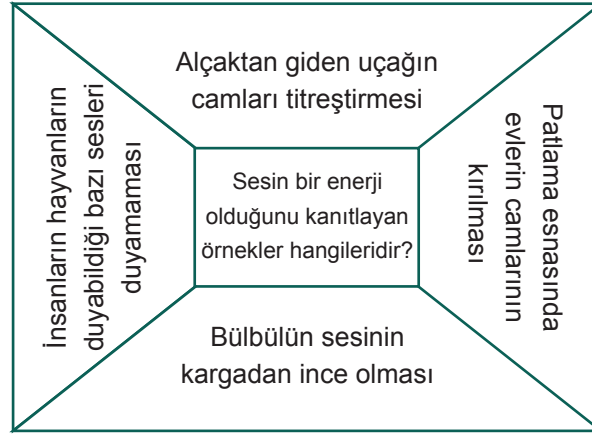 Alçaktan giden uçağın
camları titreştirmesi
İnsanların hayvanların
duyabildiği bazı sesleri
duyamaması
Sesin bir enerji
olduğunu kanıtlayan
örnekler hangileridir?
Patlama esnasında
evlerin camlarının
kırılması
Bülbülün sesinin
kargadan ince olması